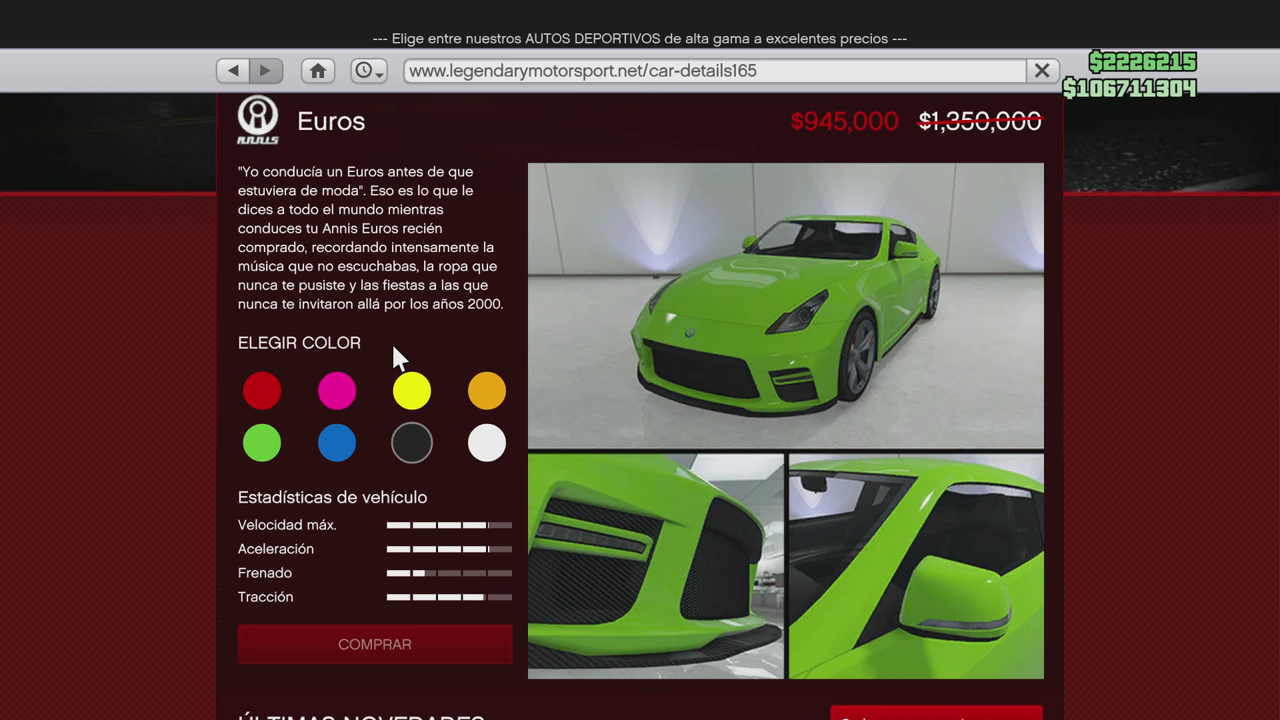 --- Elige entre nuestros AUTOS DEPORTIVOS de alta gama a excelentes precios ---
www.legendarymotorsport.net/car-details165
$2226215
$106711304
ANNIS
Euros
$945,000 $1,350,000
"Yo conducía un Euros antes de que
estuviera de moda". Eso es lo que le
dices a todo el mundo mientras
conduces tu Annis Euros recién
comprado, recordando intensamente la
música que no escuchabas, la ropa que
nunca te pusiste y las fiestas a las que
nunca te invitaron allá por los años 2000.
ELEGIR COLOR
Estadísticas de vehículo
Velocidad máx.
Aceleración
Frenado
Tracción
COMPRAR
ÚLTIMAS NOVEDADES